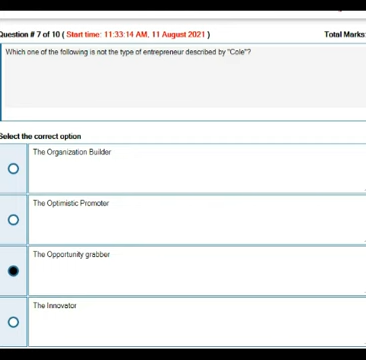 Question # 7 of 10 ( Start time: 11:33:14 AM, 11 August 2021 ) Total Marks:
Which one of the following is not the type of entrepreneur described by "Cole"?
Select the correct option
The Organization Builder
The Optimistic Promoter
The Opportunity grabber
The Innovator